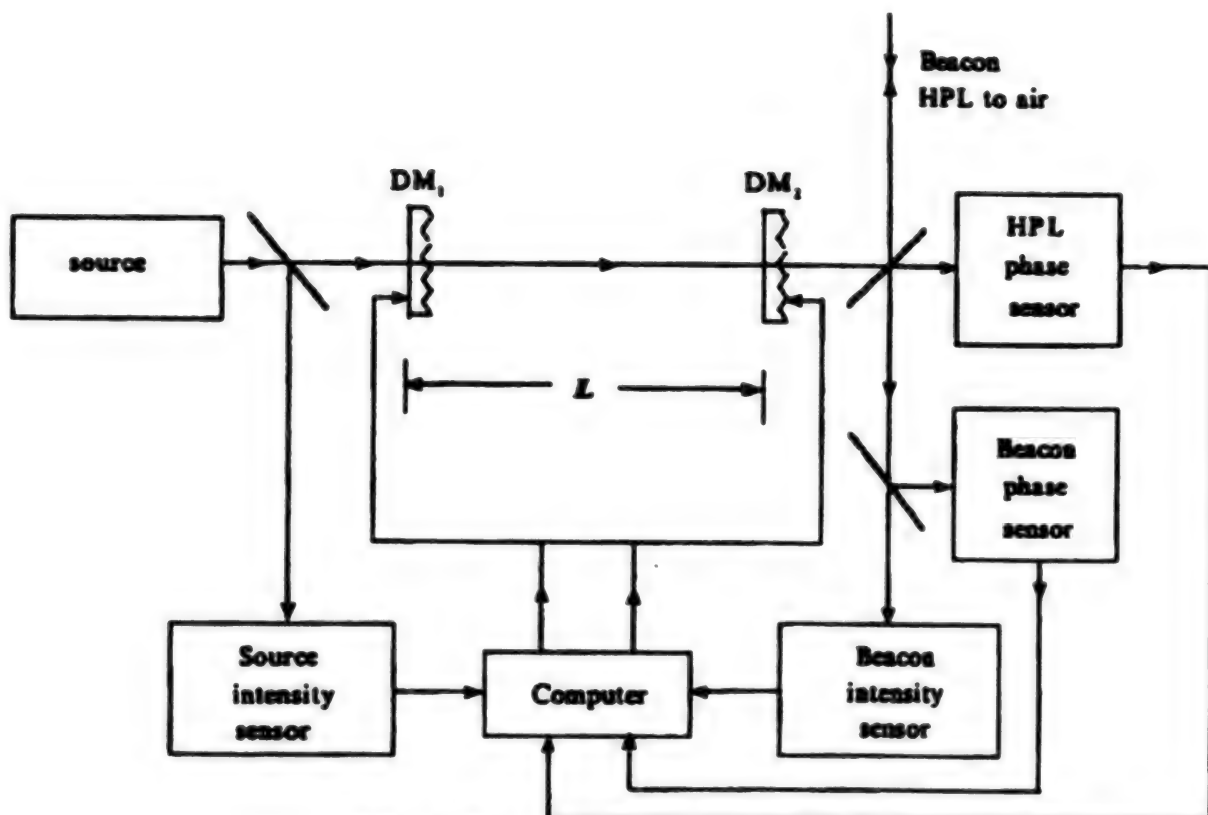 Beacon
HPL to air
DM₁
DM₂
source
HPL
phase
sensor
L
Beacon
phase
sensor
Source
intensity
sensor
Computer
Beacon
intensity
sensor